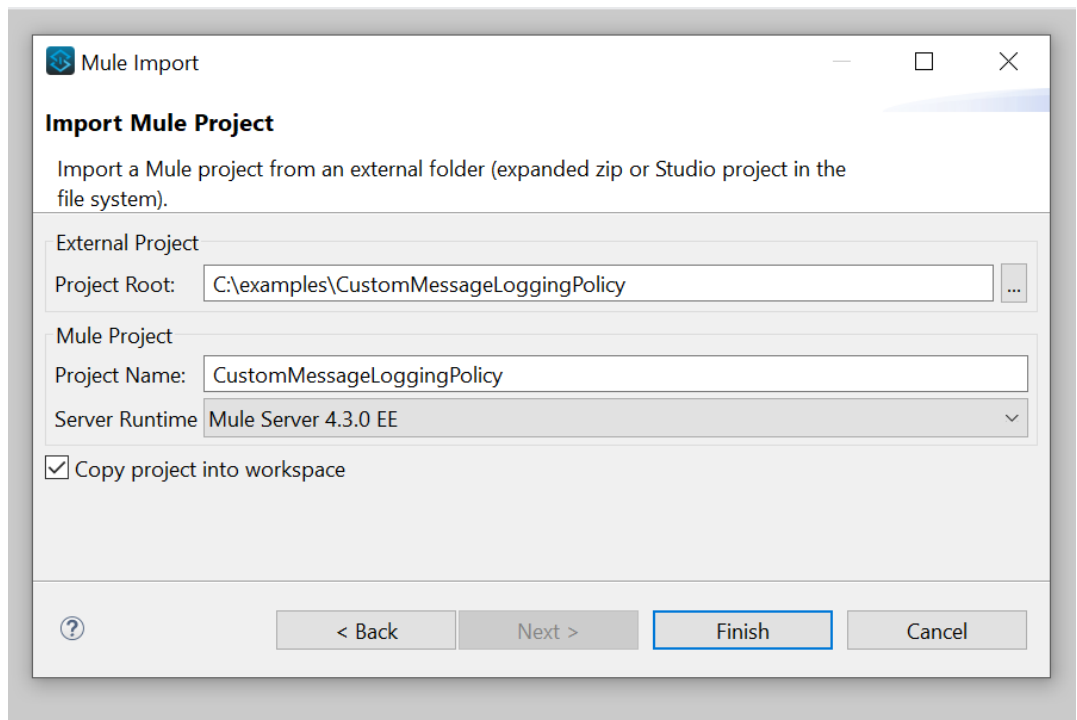 Mule Import
Import Mule Project
Import a Mule project from an external folder (expanded zip or Studio project in the
file system).
External Project
Project Root: C:\examples\CustomMessageLoggingPolicy ...
Mule Project
Project Name: CustomMessageLoggingPolicy
Server Runtime Mule Server 4.3.0 EE
Copy project into workspace
? < Back Next > Finish Cancel